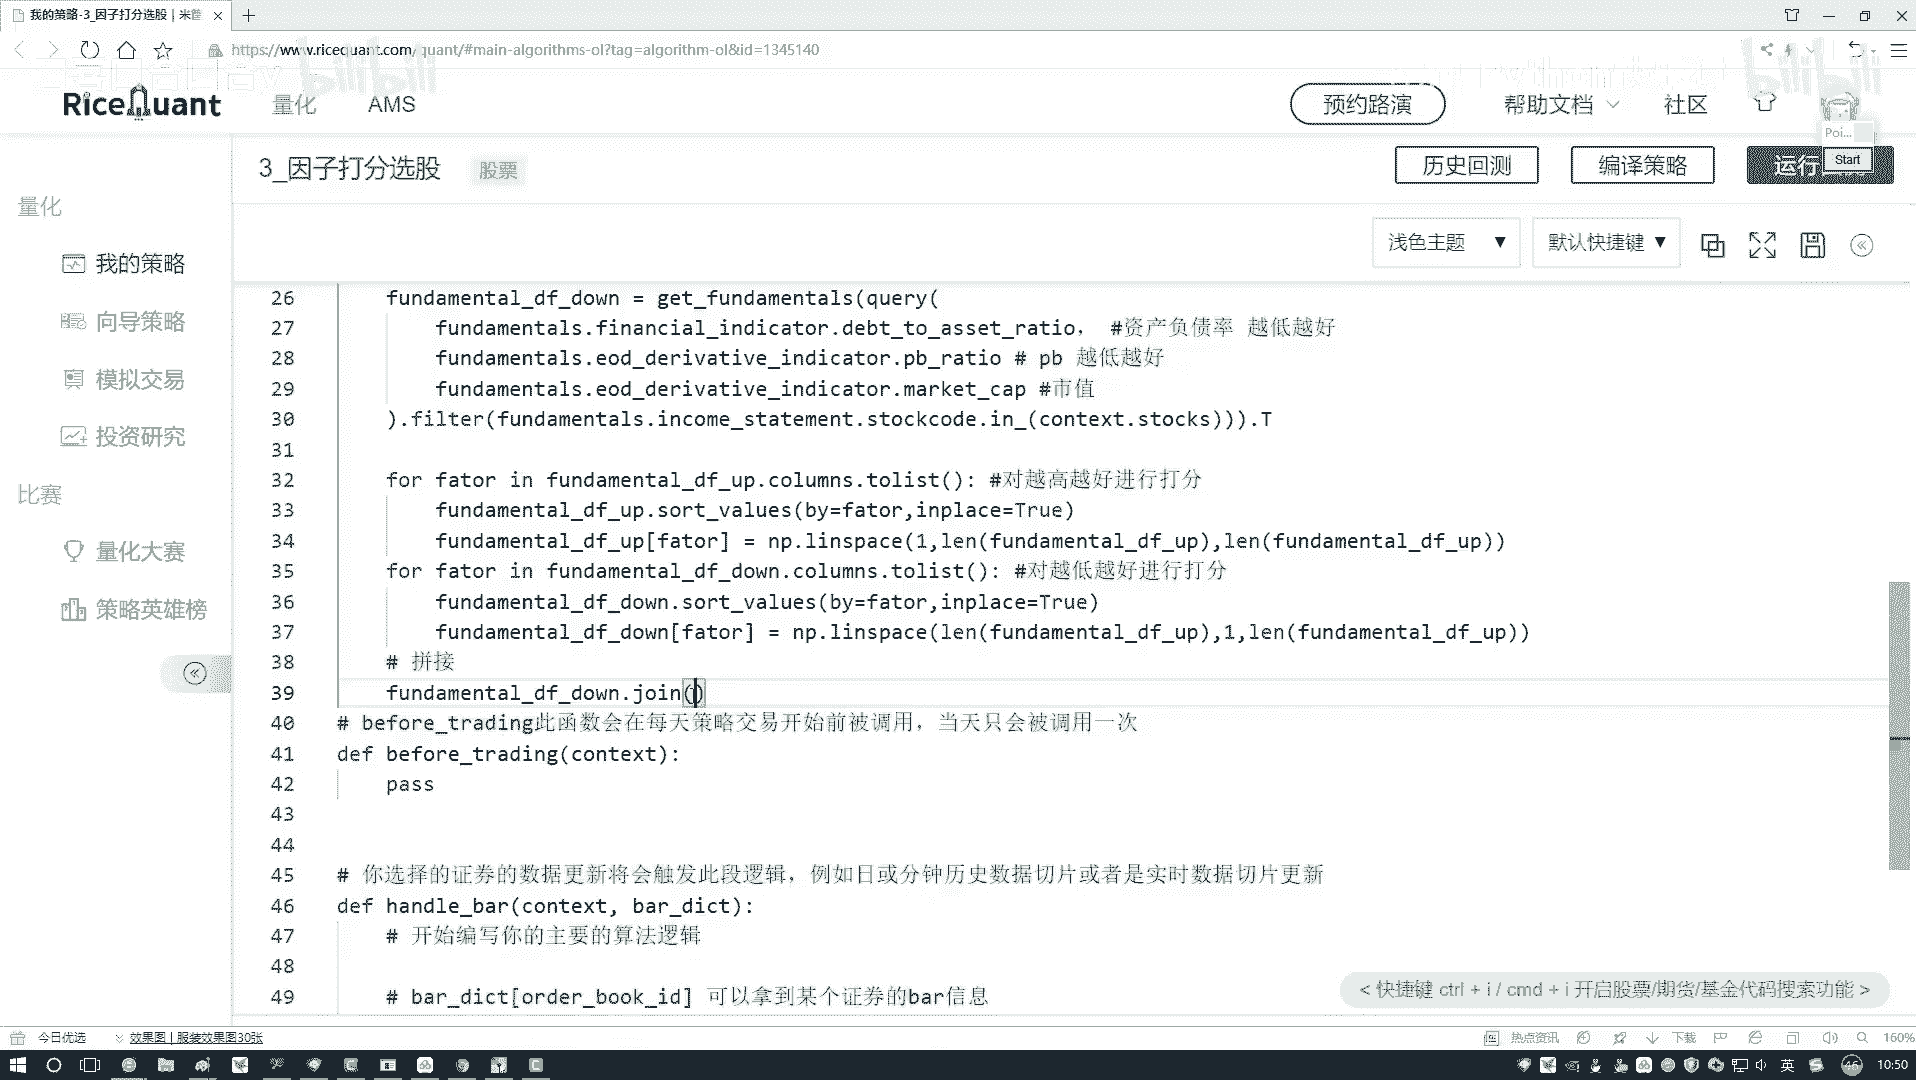 我的策略-3_因子打分选股 | 米
https://www.ricequant.com/quant/#main-algorithms-ol?tag=algorithm-ol&id=1345140
bilibili
bilibili
RiceQuant
量化
AMS
预约路演
帮助文档
社区
Poi...
Start
3_因子打分选股
股票
历史回测
编译策略
运行
浅色主题
默认快捷键
量化
我的策略
向导策略
模拟交易
投资研究
比赛
量化大赛
策略英雄榜
26 fundamental_df_down = get_fundamentals(query(
27 fundamentals.financial_indicator.debt_to_asset_ratio， #资产负债率 越低越好
28 fundamentals.eod_derivative_indicator.pb_ratio # pb 越低越好
29 fundamentals.eod_derivative_indicator.market_cap #市值
30 ).filter(fundamentals.income_statement.stockcode.in_(context.stocks))).T
31
32 for fator in fundamental_df_up.columns.tolist(): #对越高越好进行打分
33 fundamental_df_up.sort_values(by=fator,inplace=True)
34 fundamental_df_up[fator] = np.linspace(1,len(fundamental_df_up),len(fundamental_df_up))
35 for fator in fundamental_df_down.columns.tolist(): #对越低越好进行打分
36 fundamental_df_down.sort_values(by=fator,inplace=True)
37 fundamental_df_down[fator] = np.linspace(len(fundamental_df_up),1,len(fundamental_df_up))
38 # 拼接
39 fundamental_df_down.join()
40 # before_trading此函数会在每天策略交易开始前被调用，当天只会被调用一次
41 def before_trading(context):
42 pass
43
44
45 # 你选择的证券的数据更新将会触发此段逻辑，例如日或分钟历史数据切片或者是实时数据切片更新
46 def handle_bar(context, bar_dict):
47 # 开始编写你的主要的算法逻辑
48
49 # bar_dict[order_book_id] 可以拿到某个证券的bar信息
< 快捷键 ctrl + i / cmd + i 开启股票/期货/基金代码搜索功能 >
今日优选
效果图 | 服装效果图30张
热点资讯
下载
160%
英
46
10:50